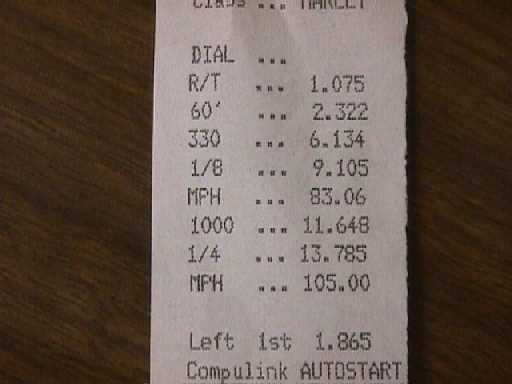 Class ...
DIAL ...
R/T ... 1.075
60' ... 2.322
330 ... 6.134
1/8 ... 9.105
MPH ... 83.06
1000 ... 11.648
1/4 ... 13.785
MPH ... 105.00
Left 1st 1.865
Compulink AUTOSTART